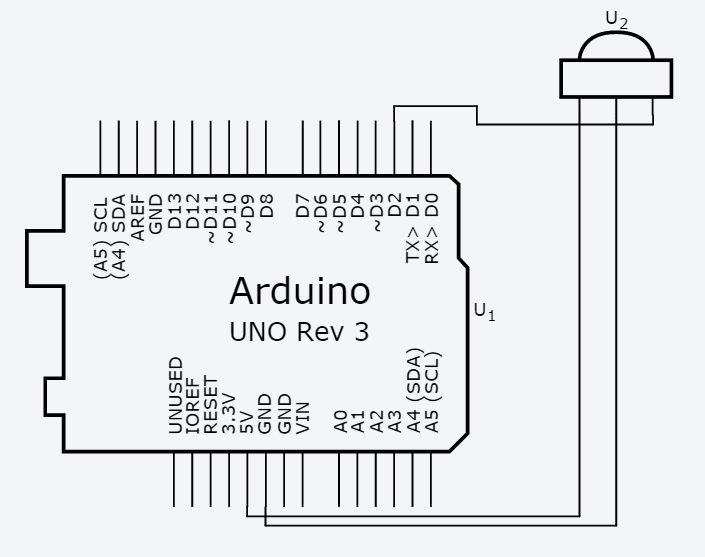 U2
(A5) SCL
(A4) SDA
AREF
GND
D13
D12
~D11
~D10
~D9
D8
D7
~D6
~D5
D4
~D3
D2
TX> D1
RX> D0
Arduino
UNO Rev 3
U1
UNUSED
IOREF
RESET
3.3V
5V
GND
GND
VIN
A0
A1
A2
A3
A4 (SDA)
A5 (SCL)